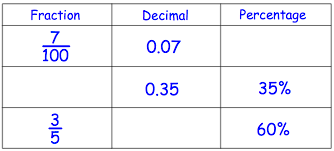 Fraction Decimal Percentage
7/100 0.07
0.35 35%
3/5 60%